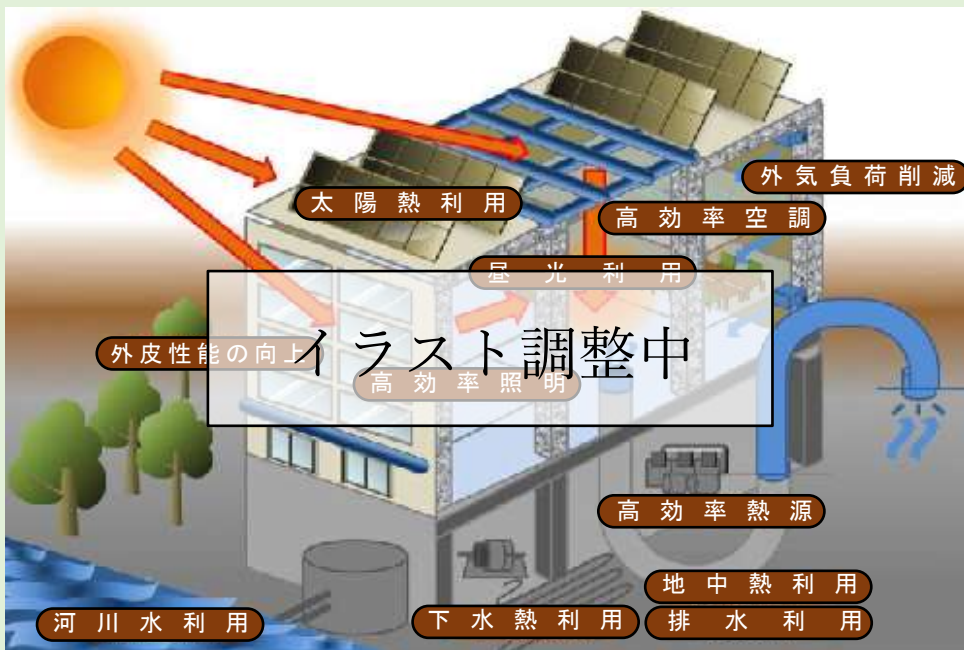 外気負荷削減
太陽熱利用
高効率空調
昼光利用
イラスト調整中
外皮性能の向上
高効率照明
高効率熱源
地中熱利用
河川水利用
下水熱利用
排水利用